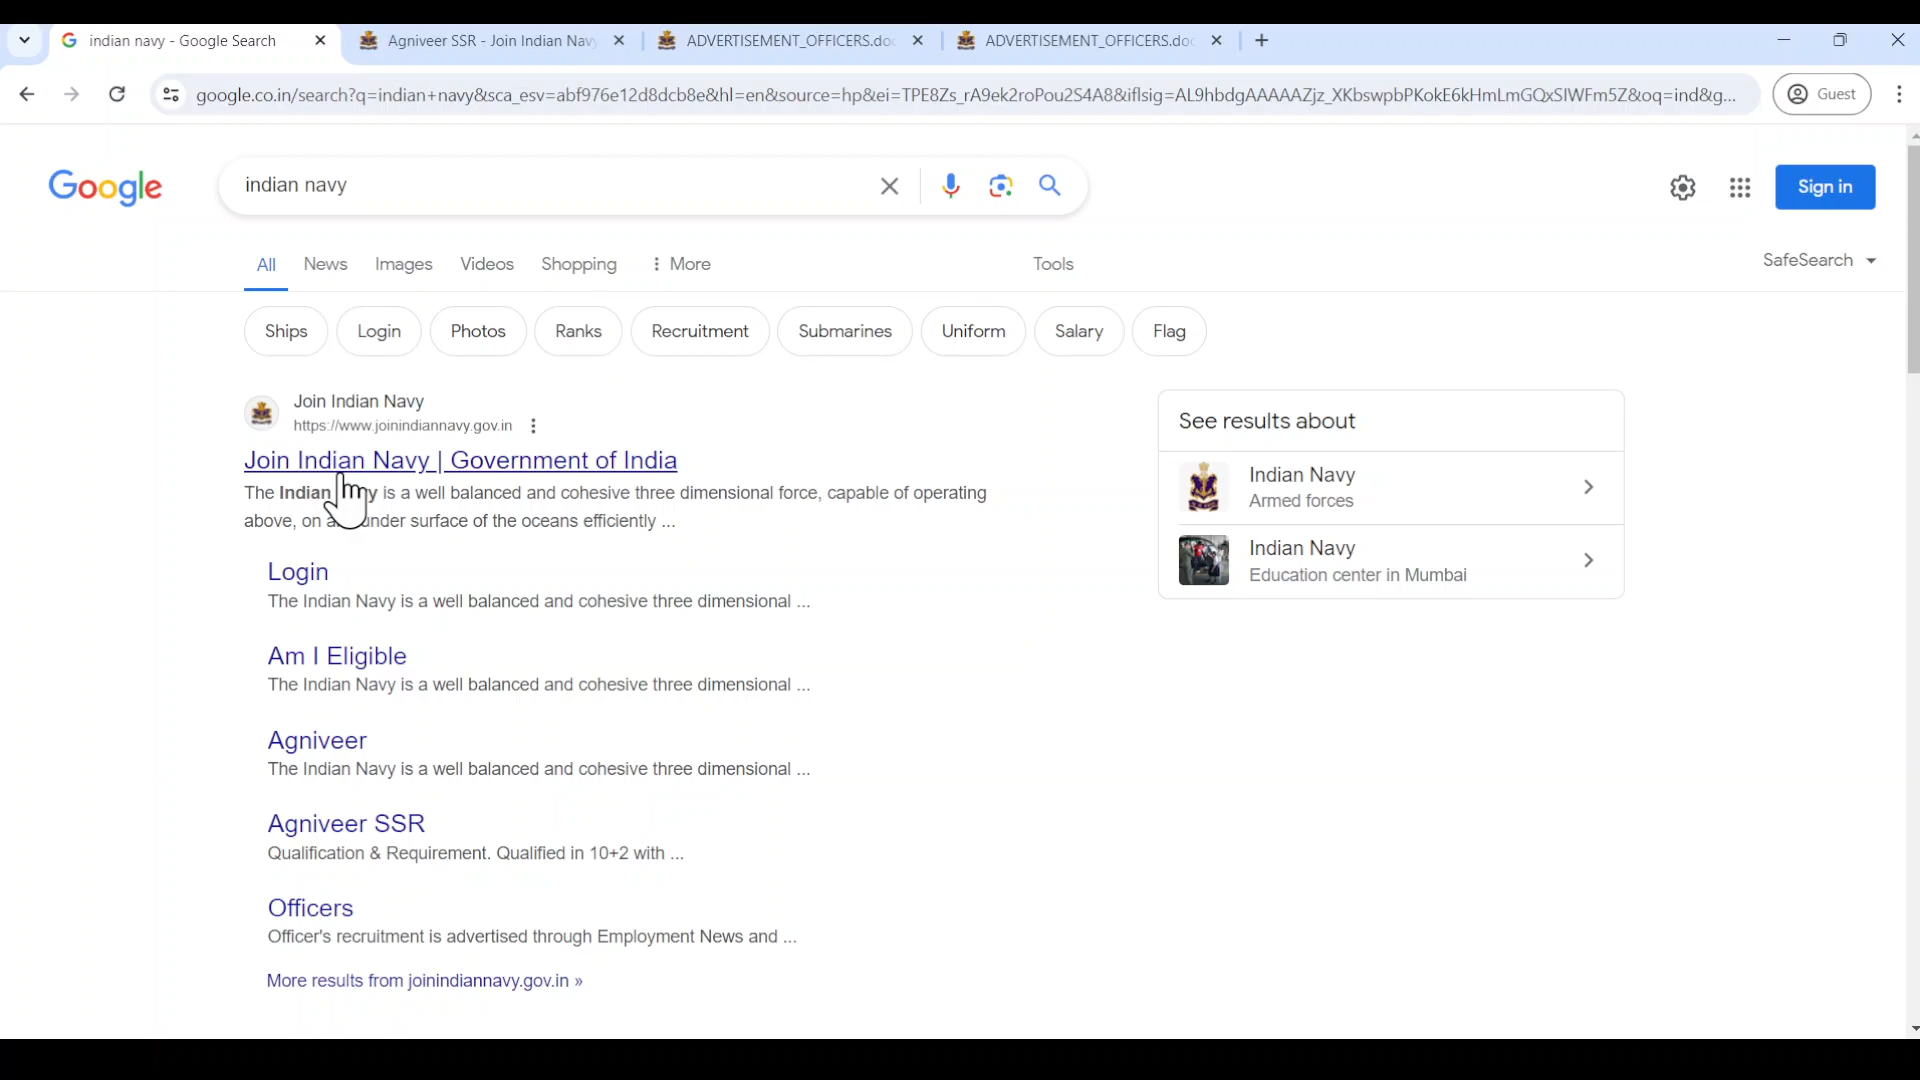 indian navy - Google Search
Agniveer SSR - Join Indian Navy
ADVERTISEMENT_OFFICERS.doc
ADVERTISEMENT_OFFICERS.doc
google.co.in/search?q=indian+navy&sca_esv=abf976e12d8dcb8e&hl=en&source=hp&ei=TPE8Zs_rA9ek2roPou2S4A8&iflsig=AL9hbdgAAAAAZjz_XKbswpbPKokE6kHmLmGQxSIWFm5Z&oq=ind&g...
Guest
Google
indian navy
Sign in
All
News
Images
Videos
Shopping
More
Tools
SafeSearch
Ships
Login
Photos
Ranks
Recruitment
Submarines
Uniform
Salary
Flag
Join Indian Navy
https://www.joinindiannavy.gov.in
Join Indian Navy | Government of India
The Indian y is a well balanced and cohesive three dimensional force, capable of operating
above, on under surface of the oceans efficiently ...
Login
The Indian Navy is a well balanced and cohesive three dimensional ...
Am I Eligible
The Indian Navy is a well balanced and cohesive three dimensional ...
Agniveer
The Indian Navy is a well balanced and cohesive three dimensional ...
Agniveer SSR
Qualification & Requirement. Qualified in 10+2 with ...
Officers
Officer's recruitment is advertised through Employment News and ...
More results from joinindiannavy.gov.in »
See results about
Indian Navy
Armed forces
Indian Navy
Education center in Mumbai